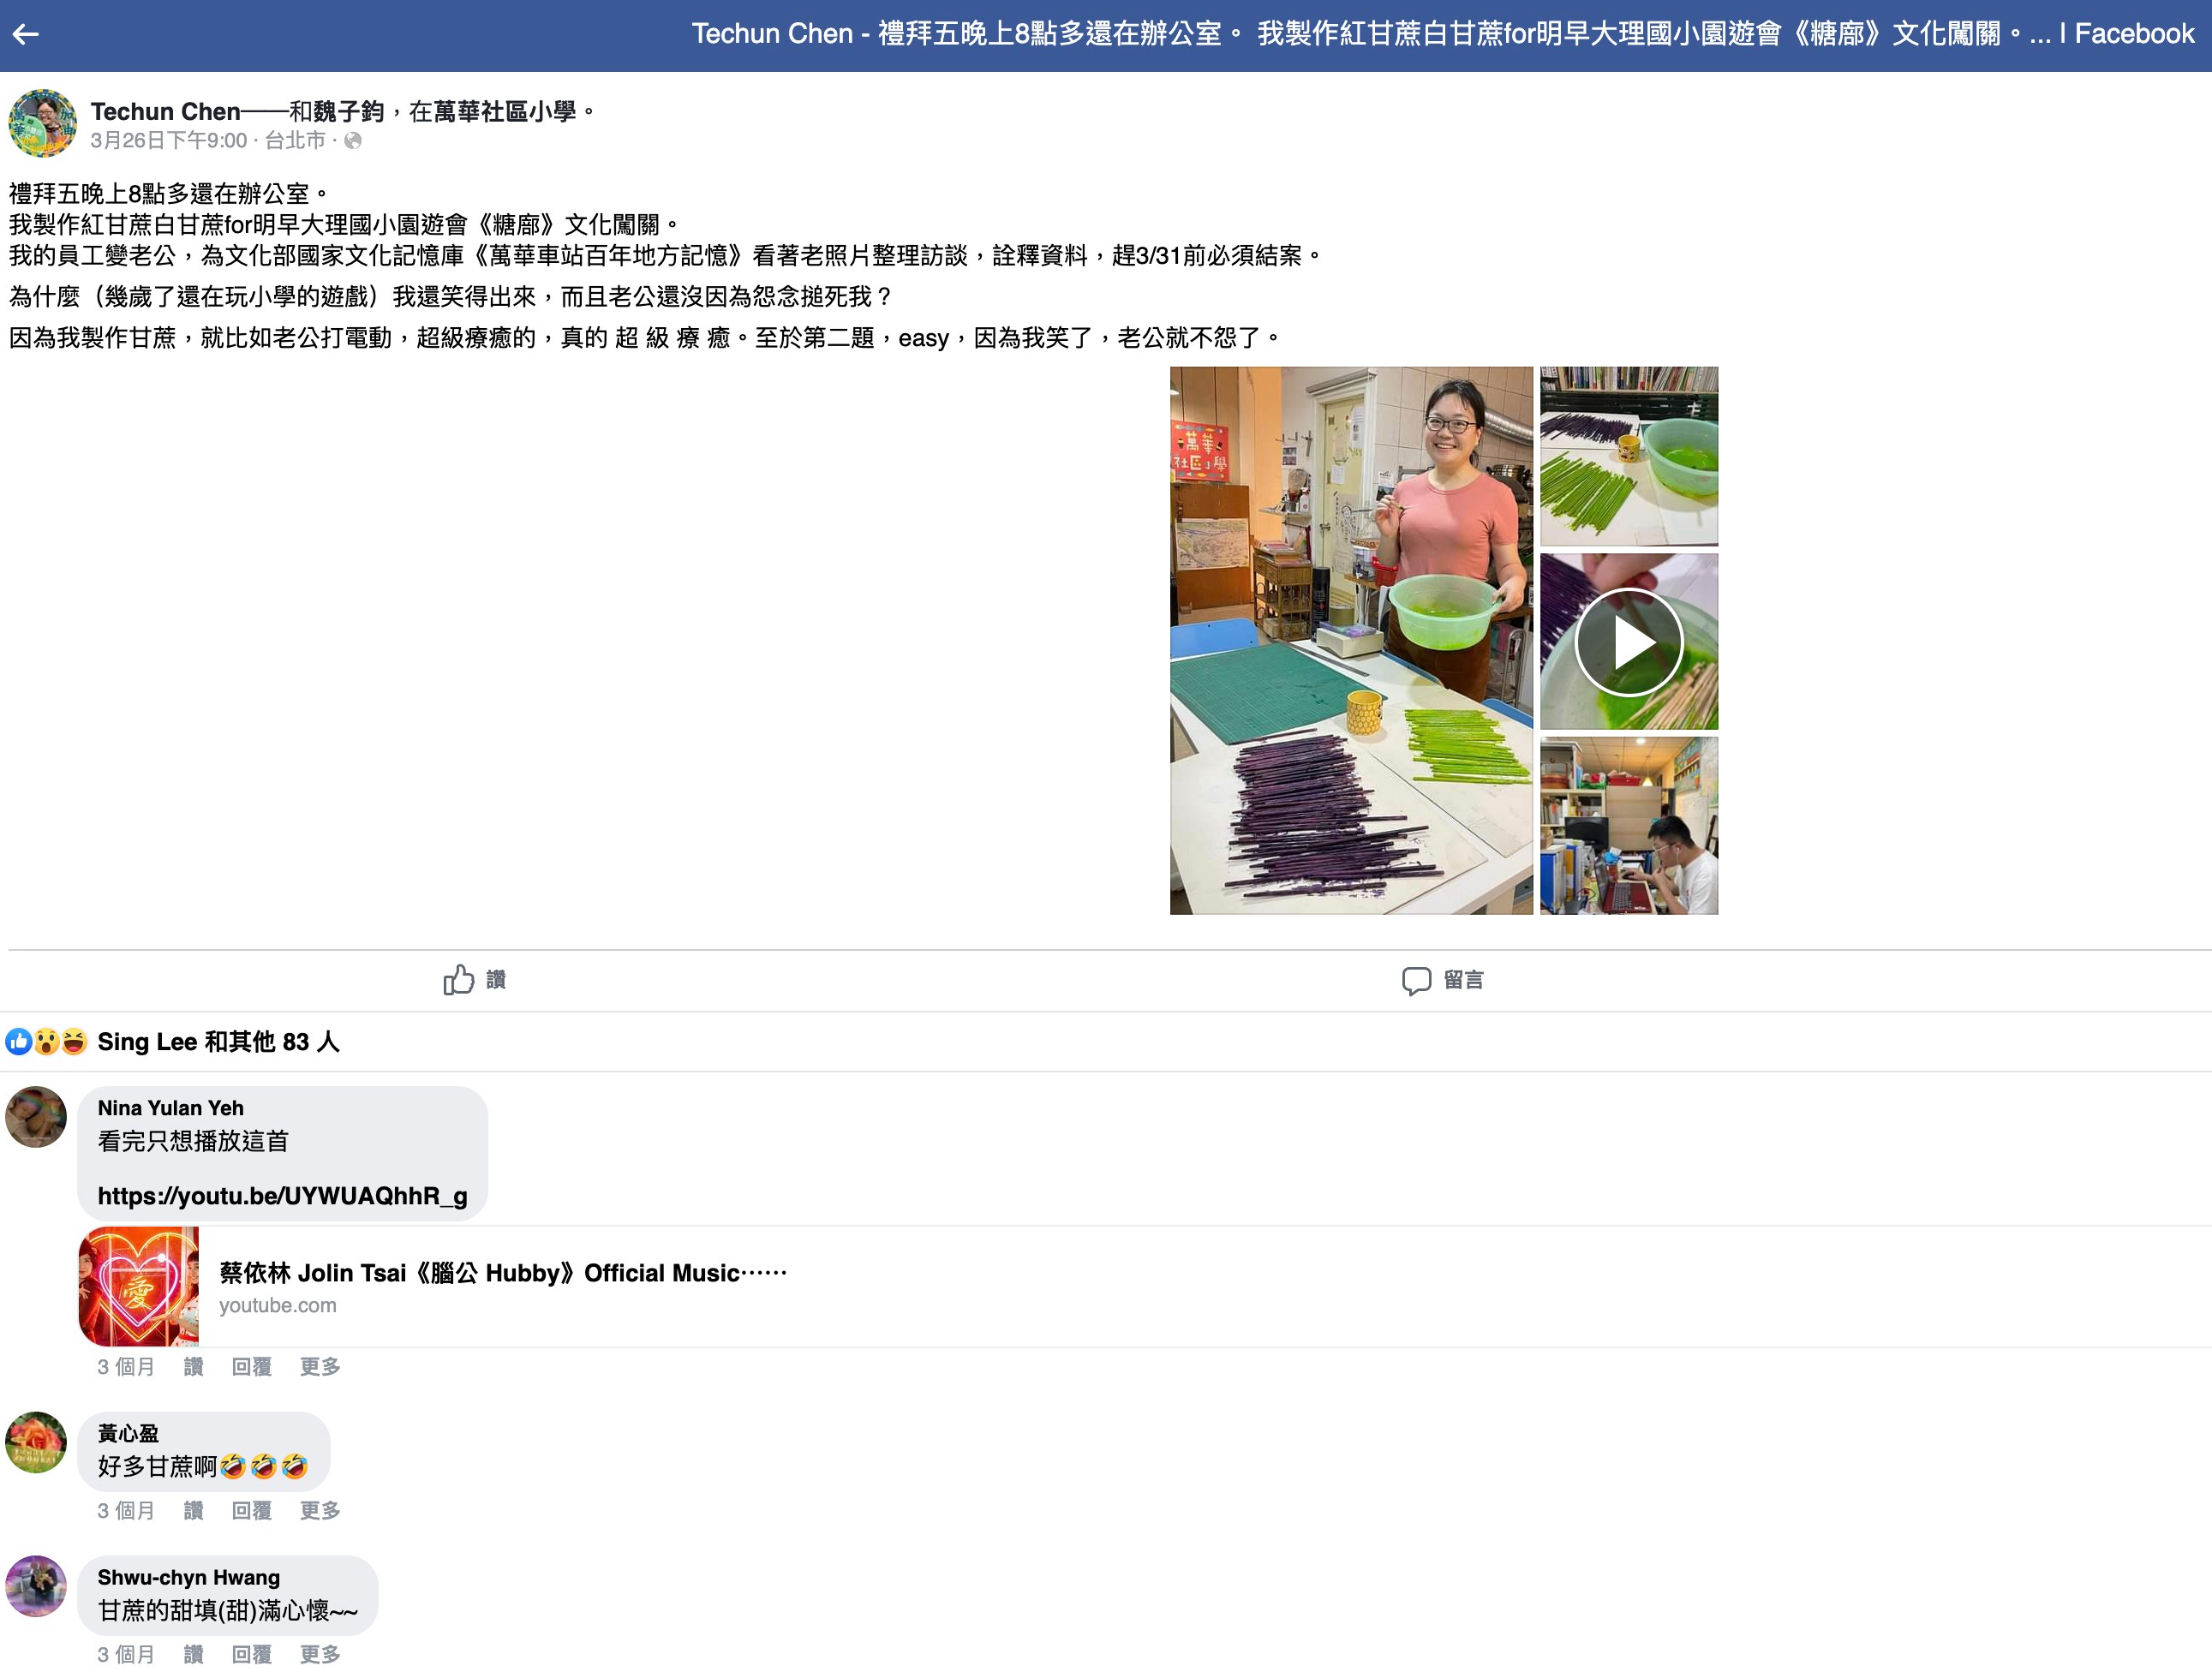 Techun Chen - 禮拜五晚上8點多還在辦公室。 我製作紅甘蔗白甘蔗for明早大理國小園遊會《糖廍》文化闖關。... | Facebook
Techun Chen——和魏子鈞,在萬華社區小學。
3月26日下午9:00 · 台北市 ·
禮拜五晚上8點多還在辦公室。
我製作紅甘蔗白甘蔗for明早大理國小園遊會《糖廍》文化闖關。
我的員工變老公,為文化部國家文化記憶庫《萬華車站百年地方記憶》看著老照片整理訪談,詮釋資料,趕3/31前必須結案。
為什麼(幾歲了還在玩小學的遊戲)我還笑得出來,而且老公還沒因為怨念搥死我?
因為我製作甘蔗,就比如老公打電動,超級療癒的,真的 超 級 療 癒。至於第二題,easy,因為我笑了,老公就不怨了。
萬華
社區小學
讚
留言
Sing Lee 和其他 83 人
Nina Yulan Yeh
看完只想播放這首
https://youtu.be/UYWUAQhhR_g
愛
蔡依林 Jolin Tsai《腦公 Hubby》Official Music⋯⋯
youtube.com
3 個月 讚 回覆 更多
黃心盈
好多甘蔗啊🤣🤣🤣
3 個月 讚 回覆 更多
Shwu-chyn Hwang
甘蔗的甜填(甜)滿心懷~~
3 個月 讚 回覆 更多